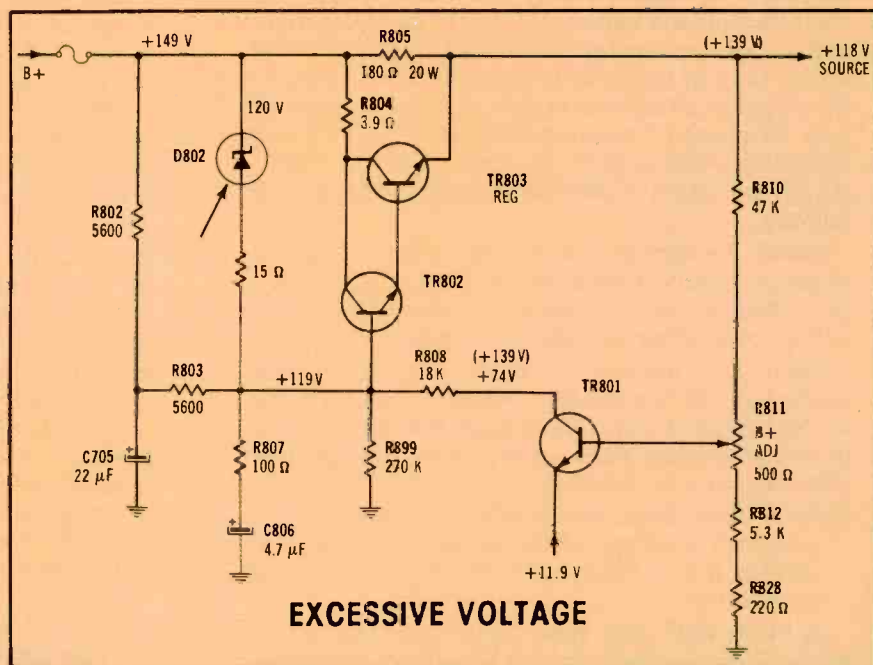 B+
+149 V
R805
180 Ω 20 W
(+139 V)
+118 V
SOURCE
120 V
D802
R804
3.9 Ω
TR803
REG
R802
5600
R810
47 K
15 Ω
TR802
R803
5600
+119V
R808
18K
(+139V)
+74V
TR801
R811
B+
ADJ
500 Ω
C705
22 µF
R807
100 Ω
R899
270 K
R812
5.3 K
C806
4.7 µF
+11.9 V
R828
220 Ω
EXCESSIVE VOLTAGE